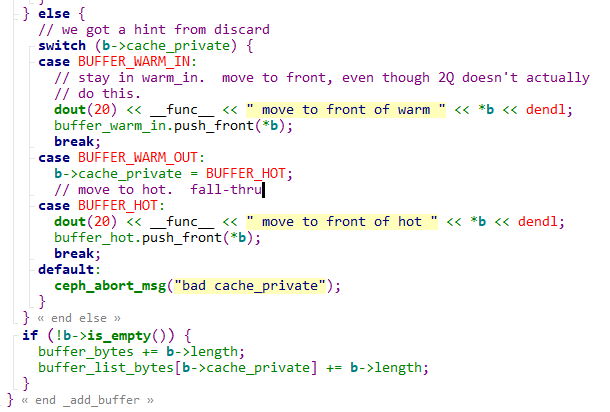 } else {
// we got a hint from discard
switch (b->cache_private) {
case BUFFER_WARM_IN:
// stay in warm_in.  move to front, even though 2Q doesn't actually
// do this.
dout(20) << __func__ << " move to front of warm " << *b << dendl;
buffer_warm_in.push_front(*b);
break;
case BUFFER_WARM_OUT:
b->cache_private = BUFFER_HOT;
// move to hot.  fall-thru
case BUFFER_HOT:
dout(20) << __func__ << " move to front of hot " << *b << dendl;
buffer_hot.push_front(*b);
break;
default:
ceph_abort_msg("bad cache_private");
}
} « end else »
if (!b->is_empty()) {
buffer_bytes += b->length;
buffer_list_bytes[b->cache_private] += b->length;
}
} « end _add_buffer »